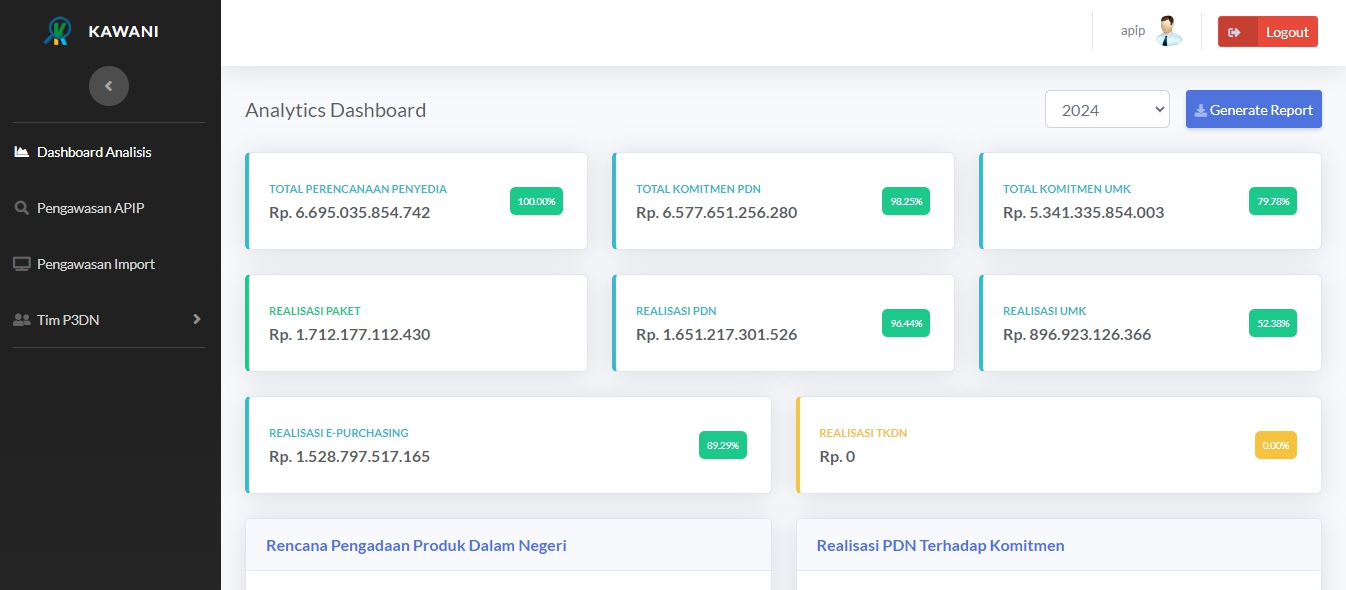 KAWANI
apip
Logout
Dashboard Analisis
Pengawasan APIP
Pengawasan Import
Tim P3DN
Analytics Dashboard
2024
Generate Report
TOTAL PERENCANAAN PENYEDIA
Rp. 6.695.035.854.742
100.00%
TOTAL KOMITMEN PDN
Rp. 6.577.651.256.280
98.25%
TOTAL KOMITMEN UMK
Rp. 5.341.335.854.003
79.78%
REALISASI PAKET
Rp. 1.712.177.112.430
REALISASI PDN
Rp. 1.651.217.301.526
96.44%
REALISASI UMK
Rp. 896.923.126.366
52.38%
REALISASI E-PURCHASING
Rp. 1.528.797.517.165
89.29%
REALISASI TKDN
Rp. 0
0.00%
Rencana Pengadaan Produk Dalam Negeri
Realisasi PDN Terhadap Komitmen